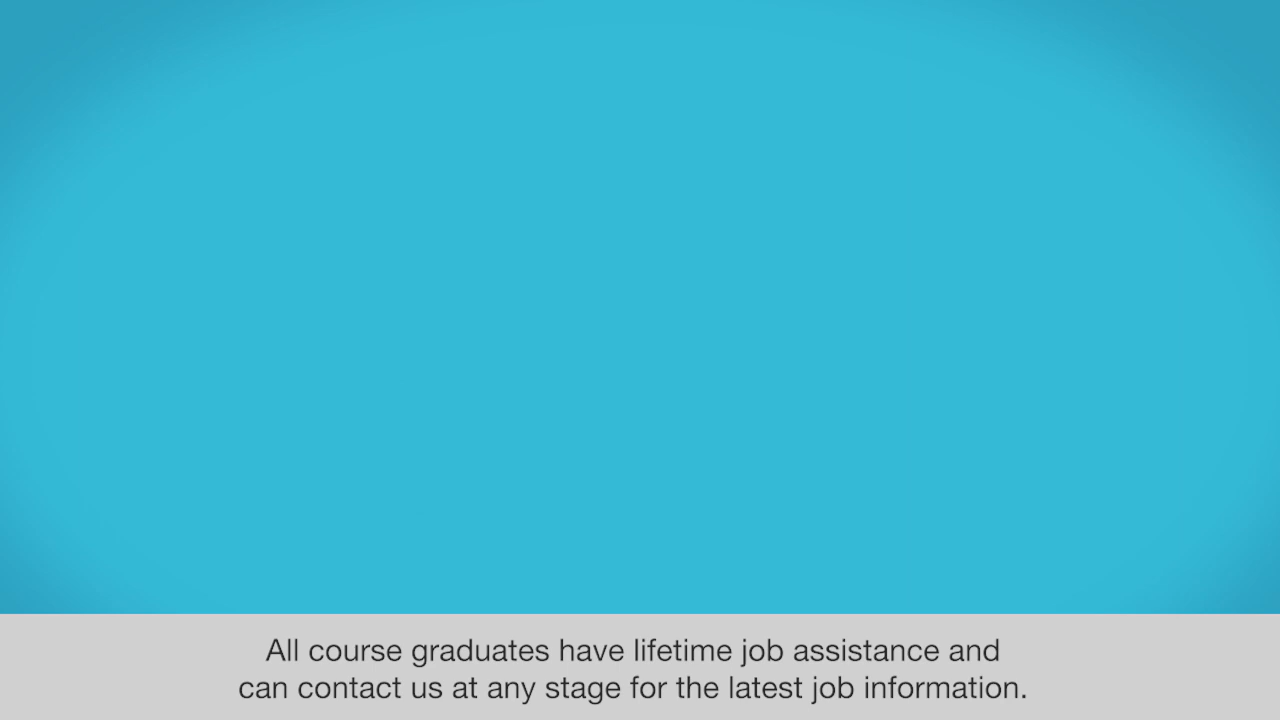 All course graduates have lifetime job assistance and
can contact us at any stage for the latest job information.